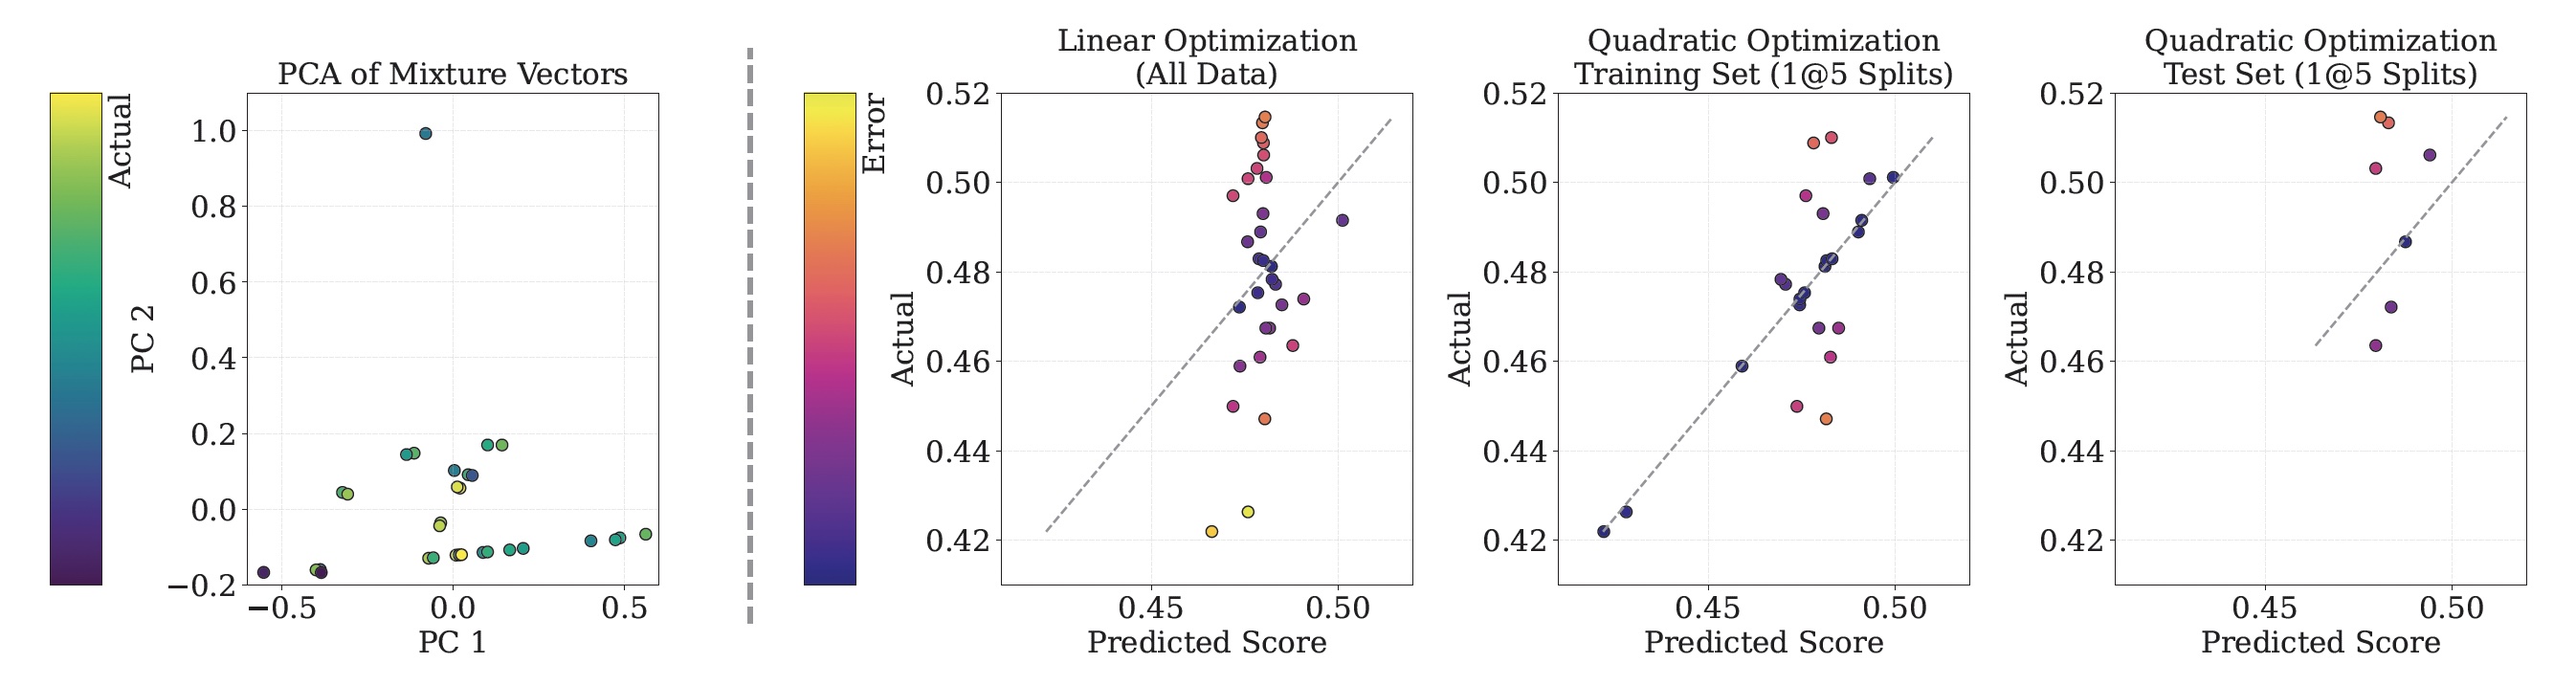 Actual
PCA of Mixture Vectors
PC 2
1.0
0.8
0.6
0.4
0.2
0.0
−0.2
−0.5
0.0
0.5
PC 1
Error
Linear Optimization
(All Data)
Actual
0.52
0.50
0.48
0.46
0.44
0.42
0.45
0.50
Predicted Score
Quadratic Optimization
Training Set (1@5 Splits)
Actual
0.52
0.50
0.48
0.46
0.44
0.42
0.45
0.50
Predicted Score
Quadratic Optimization
Test Set (1@5 Splits)
Actual
0.52
0.50
0.48
0.46
0.44
0.42
0.45
0.50
Predicted Score